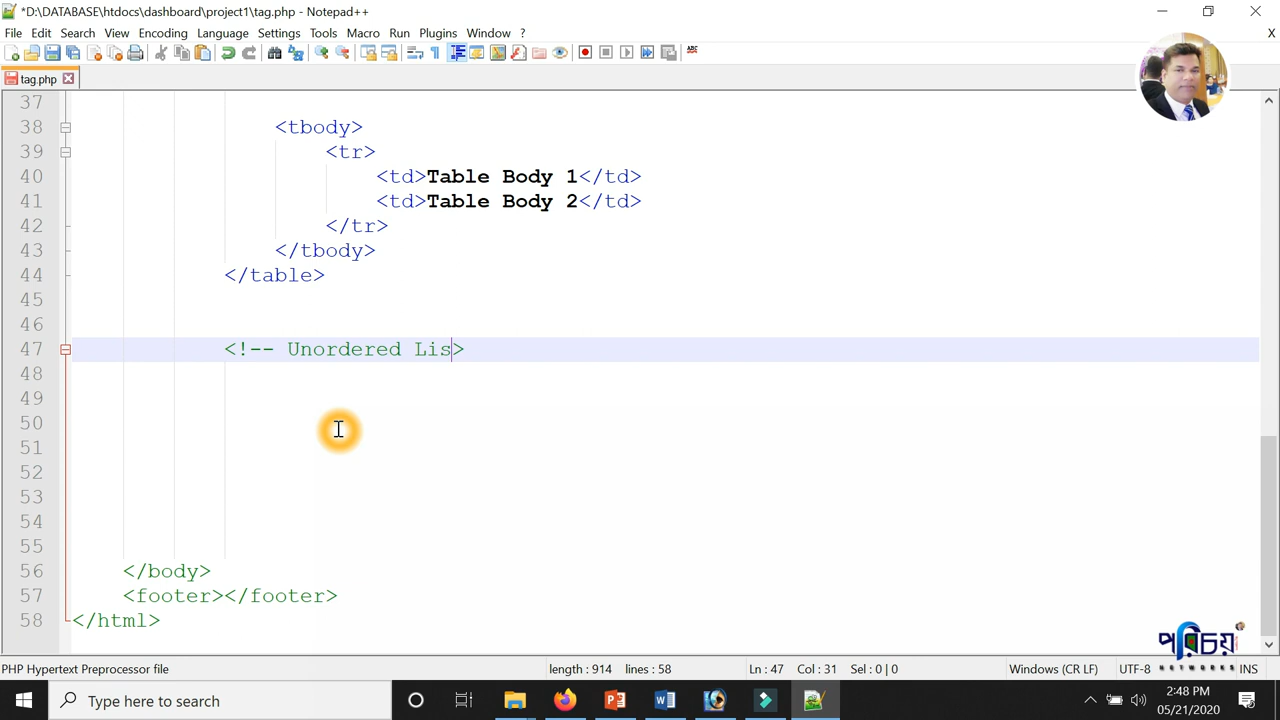 *D:\DATABASE\htdocs\dashboard\project1\tag.php - Notepad++
File Edit Search View Encoding Language Settings Tools Macro Run Plugins Window ? X
tag.php
37
38 <tbody>
39 <tr>
40 <td>Table Body 1</td>
41 <td>Table Body 2</td>
42 </tr>
43 </tbody>
44 </table>
45
46
47 <!-- Unordered Lis>
48
49
50
51
52
53
54
55
56 </body>
57 <footer></footer>
58 </html>
পরিচয়
NETWORKS
PHP Hypertext Preprocessor file length : 914 lines : 58 Ln : 47 Col : 31 Sel : 0 | 0 Windows (CR LF) UTF-8 INS
Type here to search
2:48 PM
05/21/2020